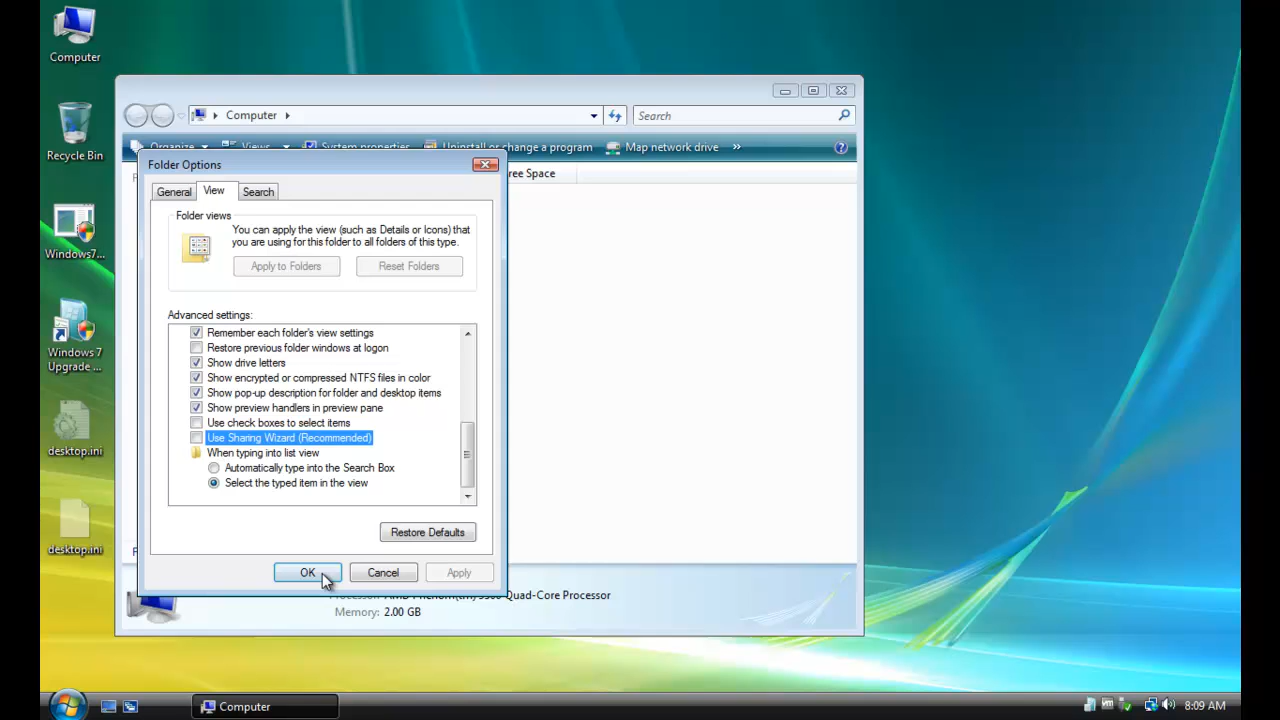 Computer
Recycle Bin
Windows7...
Windows 7
Upgrade ...
desktop.ini
desktop.ini
Computer
Search
Organize
Views
System properties
Uninstall or change a program
Map network drive
»
ree Space
Folder Options
General
View
Search
Folder views
You can apply the view (such as Details or Icons) that
you are using for this folder to all folders of this type.
Apply to Folders
Reset Folders
Advanced settings:
Remember each folder's view settings
Restore previous folder windows at logon
Show drive letters
Show encrypted or compressed NTFS files in color
Show pop-up description for folder and desktop items
Show preview handlers in preview pane
Use check boxes to select items
Use Sharing Wizard (Recommended)
When typing into list view
Automatically type into the Search Box
Select the typed item in the view
Restore Defaults
OK
Cancel
Apply
Quad-Core Processor
Memory: 2.00 GB
Computer
8:09 AM